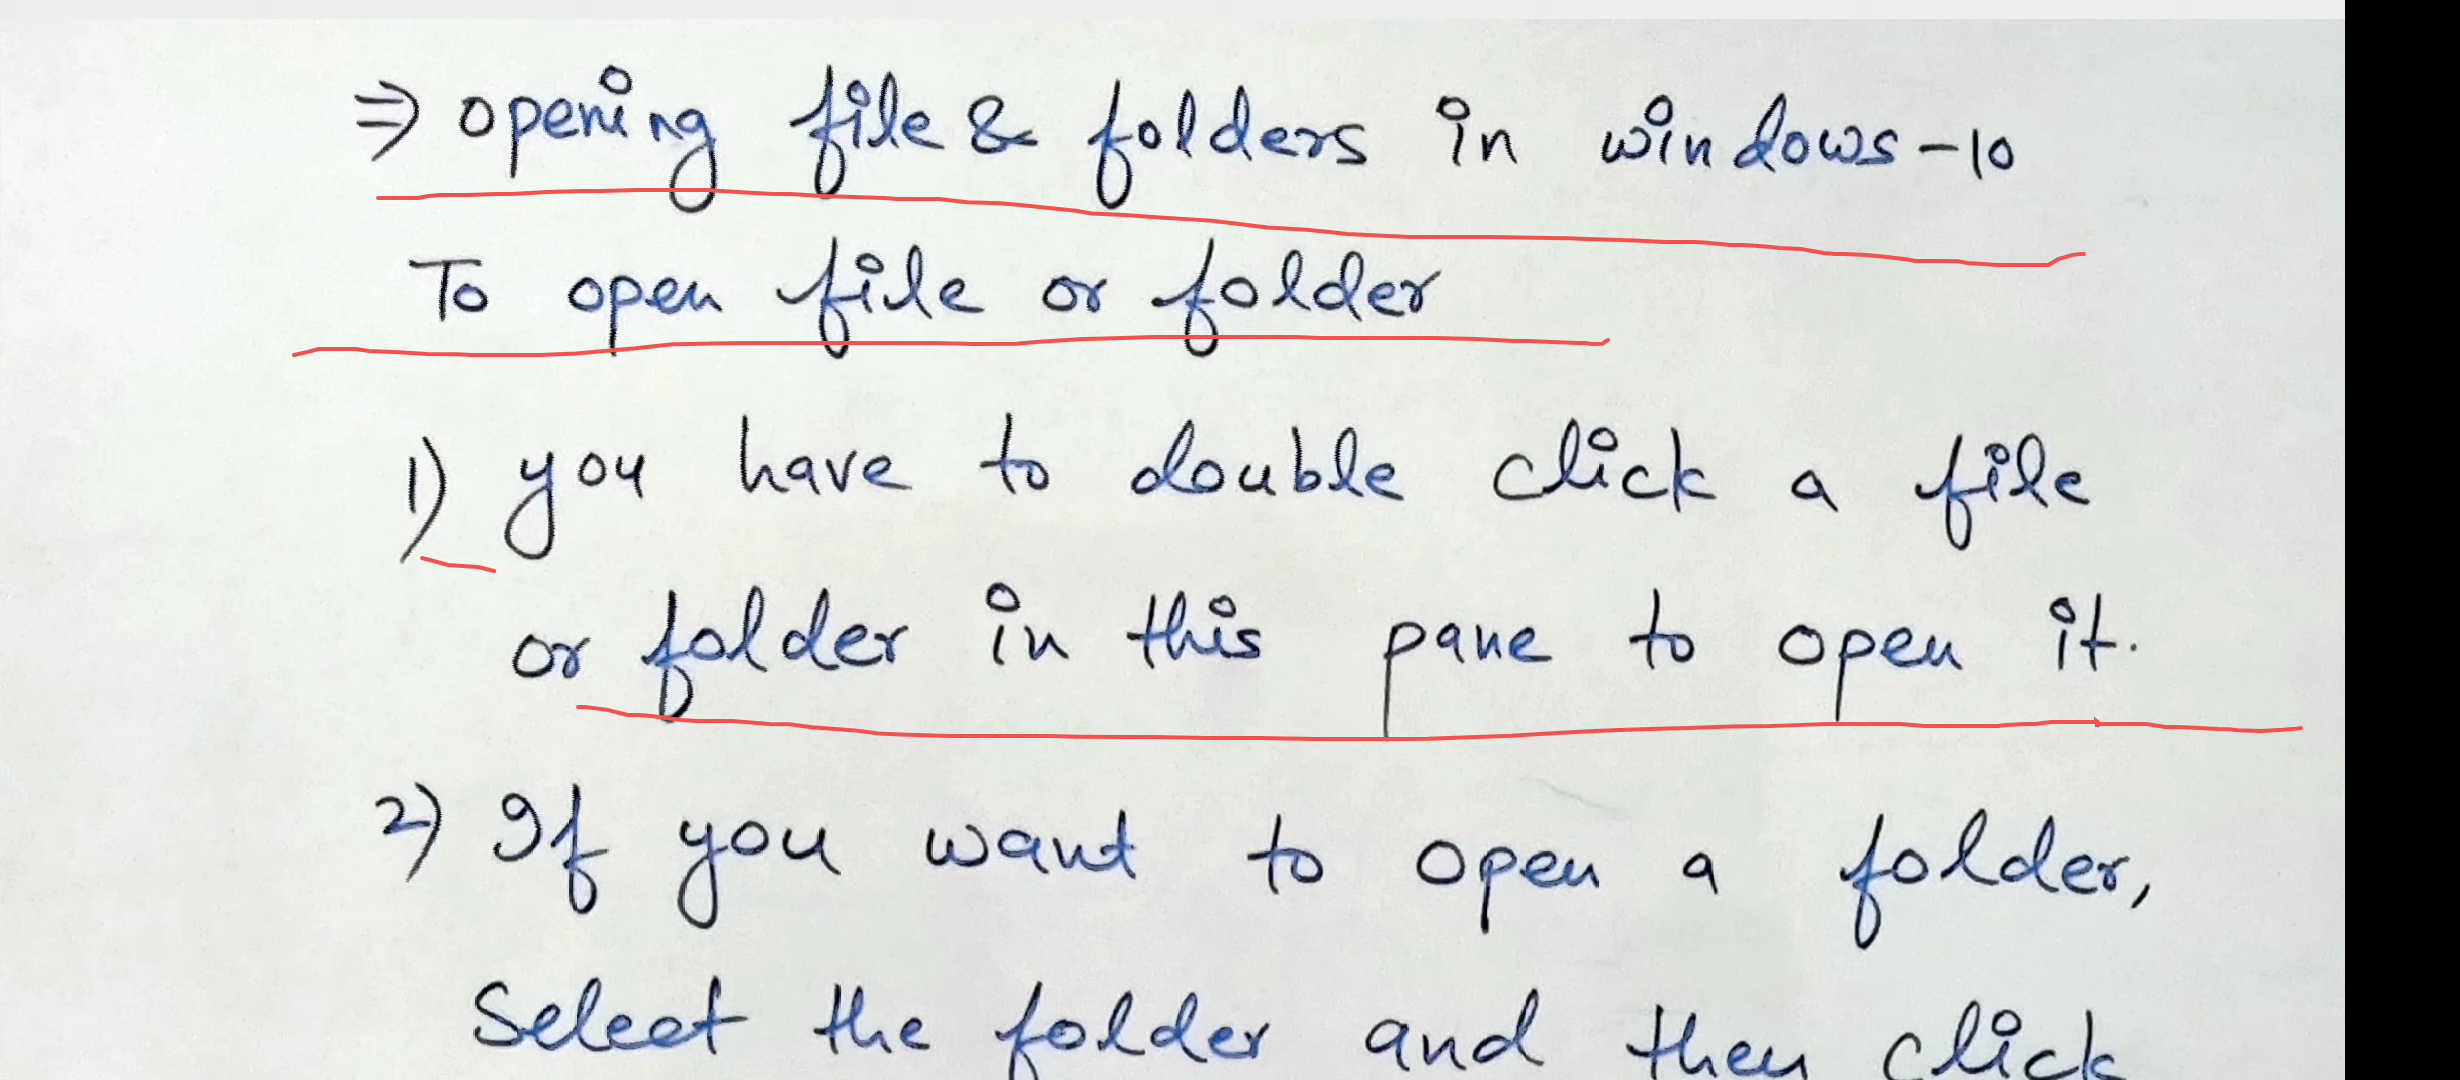 ⇒ opening file & folders in windows-10
To open file or folder
1) you have to double click a file
or folder in this pane to open it.
2) If you want to open a folder,
Select the folder and then click